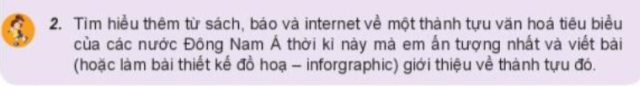 2. Tìm hiểu thêm từ sách, báo và internet về một thành tựu văn hoá tiêu biểu
của các nước Đông Nam Á thời kì này mà em ấn tượng nhất và viết bài
(hoặc làm bài thiết kế đồ hoạ – inforgraphic) giới thiệu về thành tựu đó.